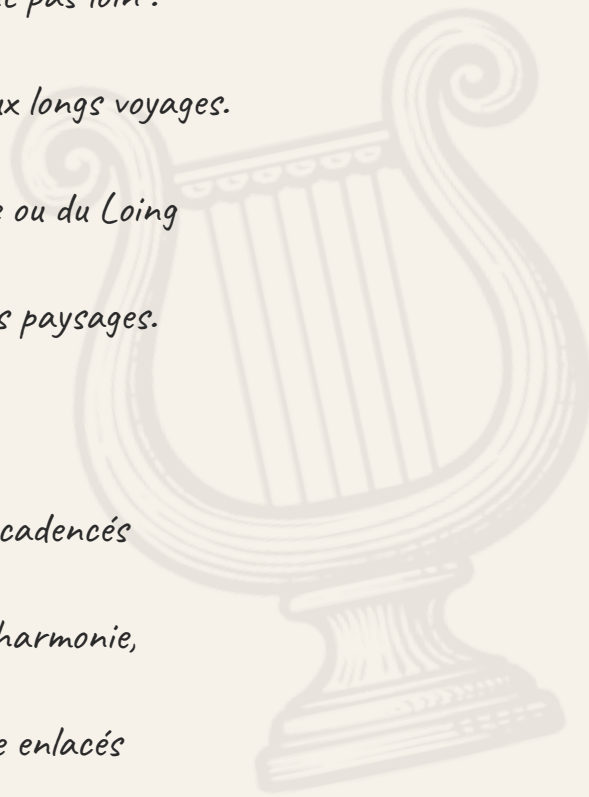 pas loin !
longs voyages.
ou du Loing
paysages.
cadencés
harmonie,
enlacés